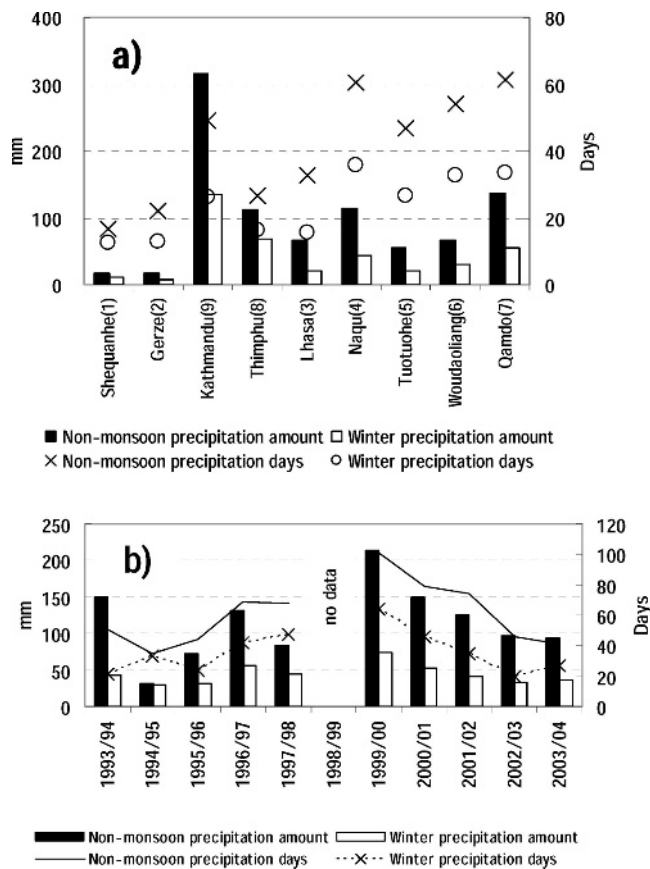 a)
400
300
200
100
0
mm
80
60
40
20
0
Days
Shequanhe(1)
Gerze(2)
Kathmandu(9)
Thimphu(8)
Lhasa(3)
Naqu(4)
Tuotuohe(5)
Woudaoliang(6)
Qamdo(7)
Non-monsoon precipitation amount
Winter precipitation amount
Non-monsoon precipitation days
Winter precipitation days
b)
250
200
150
100
50
0
mm
no data
120
100
80
60
40
20
0
Days
1993/94
1994/95
1995/96
1996/97
1997/98
1998/99
1999/00
2000/01
2001/02
2002/03
2003/04
Non-monsoon precipitation amount
Winter precipitation amount
Non-monsoon precipitation days
Winter precipitation days